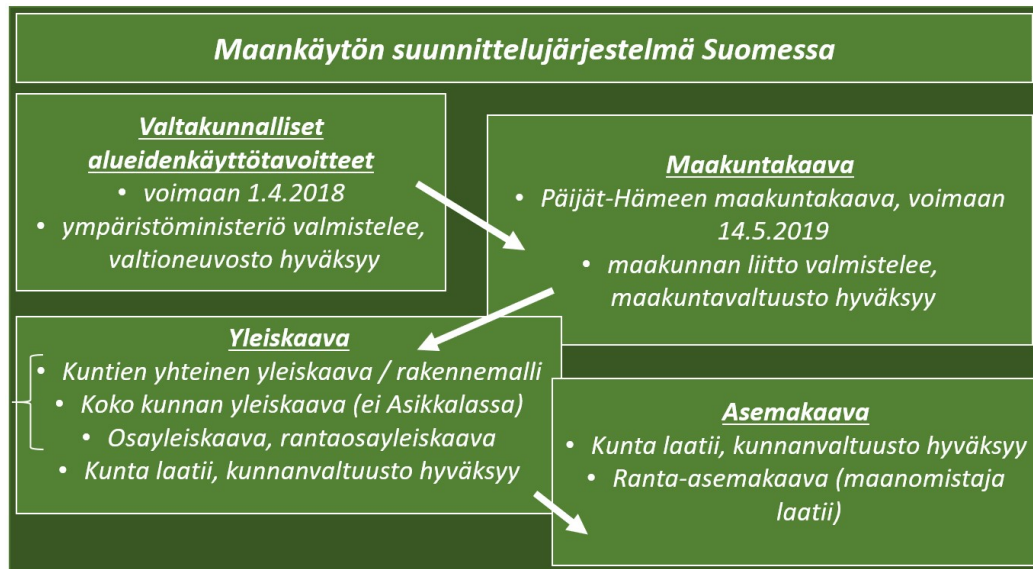 Maankäytön suunnittelujärjestelmä Suomessa
Valtakunnalliset
alueidenkäyttötavoitteet
• voimaan 1.4.2018
• ympäristöministeriö valmistelee,
valtioneuvosto hyväksyy
Maakuntakaava
• Päijät-Hämeen maakuntakaava, voimaan
14.5.2019
• maakunnan liitto valmistelee,
maakuntavaltuusto hyväksyy
Yleiskaava
• Kuntien yhteinen yleiskaava / rakennemalli
• Koko kunnan yleiskaava (ei Asikkalassa)
• Osayleiskaava, rantaosayleiskaava
• Kunta laatii, kunnanvaltuusto hyväksyy
Asemakaava
• Kunta laatii, kunnanvaltuusto hyväksyy
• Ranta-asemakaava (maanomistaja
laatii)